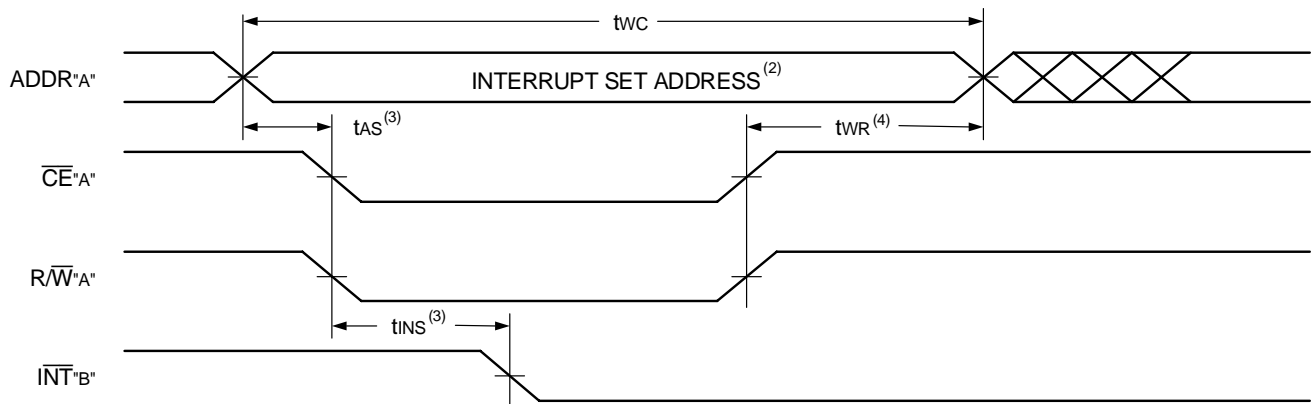 tWC
ADDR"A"
INTERRUPT SET ADDRESS(2)
tAS(3)
tWR(4)
CE"A"
R/W"A"
tINS(3)
INT"B"